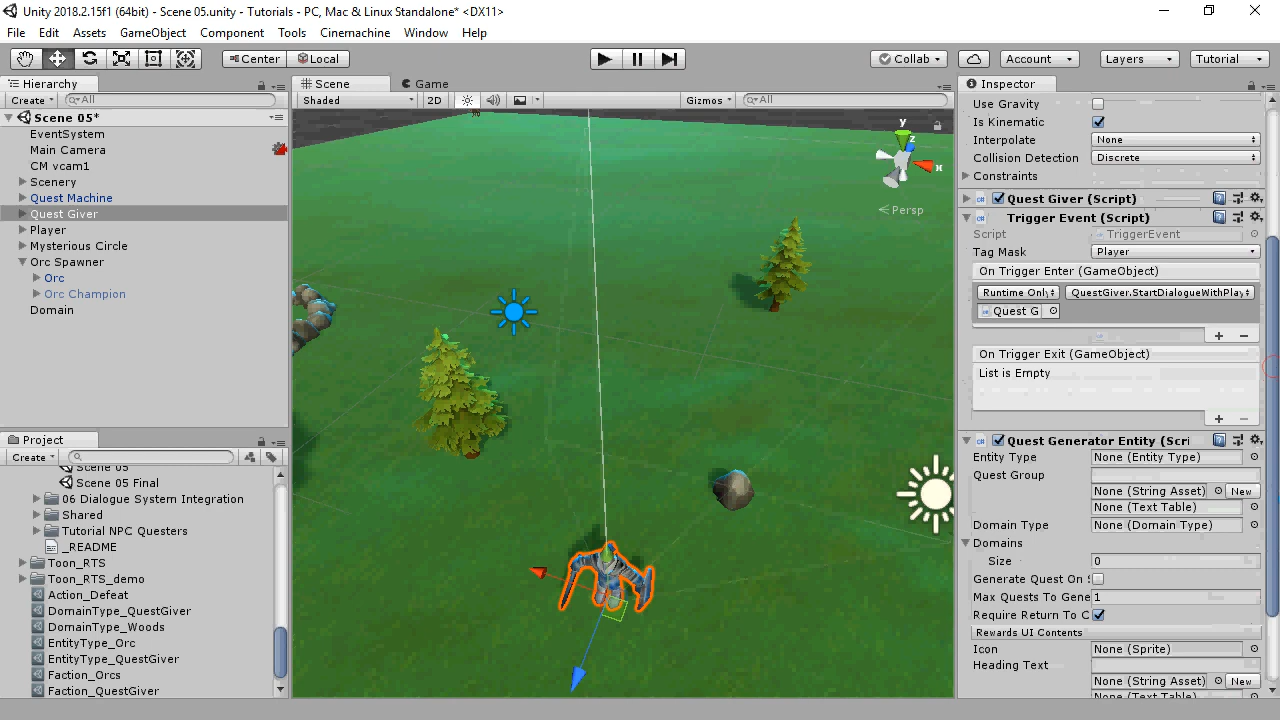 Unity 2018.2.15f1 (64bit) - Scene 05.unity - Tutorials - PC, Mac & Linux Standalone* <DX11>
File Edit Assets GameObject Tools Cinemachine Window Help
Center Local Collab Account Layers Tutorial
Hierarchy
Create All
Scene 05*
EventSystem
Main Camera
CM vcam1
Scenery
Quest Machine
Quest Giver
Player
Mysterious Circle
Orc Spawner
Orc
Orc Champion
Domain
Project
Create
Scene 05
Scene 05 Final
06 Dialogue System Integration
Shared
Tutorial NPC Questers
_README
Toon_RTS
Toon_RTS_demo
Action_Defeat
DomainType_QuestGiver
DomainType_Woods
EntityType_Orc
EntityType_QuestGiver
Faction_Orcs
Faction_QuestGiver
Scene Game
Shaded 2D Gizmos All
y
z
x
Persp
Inspector
Use Gravity
Is Kinematic
Interpolate None
Collision Detection Discrete
Constraints
Quest Giver (Script)
Trigger Event (Script)
Script TriggerEvent
Tag Mask Player
On Trigger Enter (GameObject)
Runtime Only QuestGiver.StartDialogueWithPlay
Quest G
+ −
On Trigger Exit (GameObject)
List is Empty
+ −
Quest Generator Entity (Scri
Entity Type None (Entity Type)
Quest Group
None (String Asset) New
None (Text Table)
Domain Type None (Domain Type)
Domains
Size 0
Generate Quest On S
Max Quests To Gene 1
Require Return To C
Rewards UI Contents
Icon None (Sprite)
Heading Text
None (String Asset) New
None (Text Table)